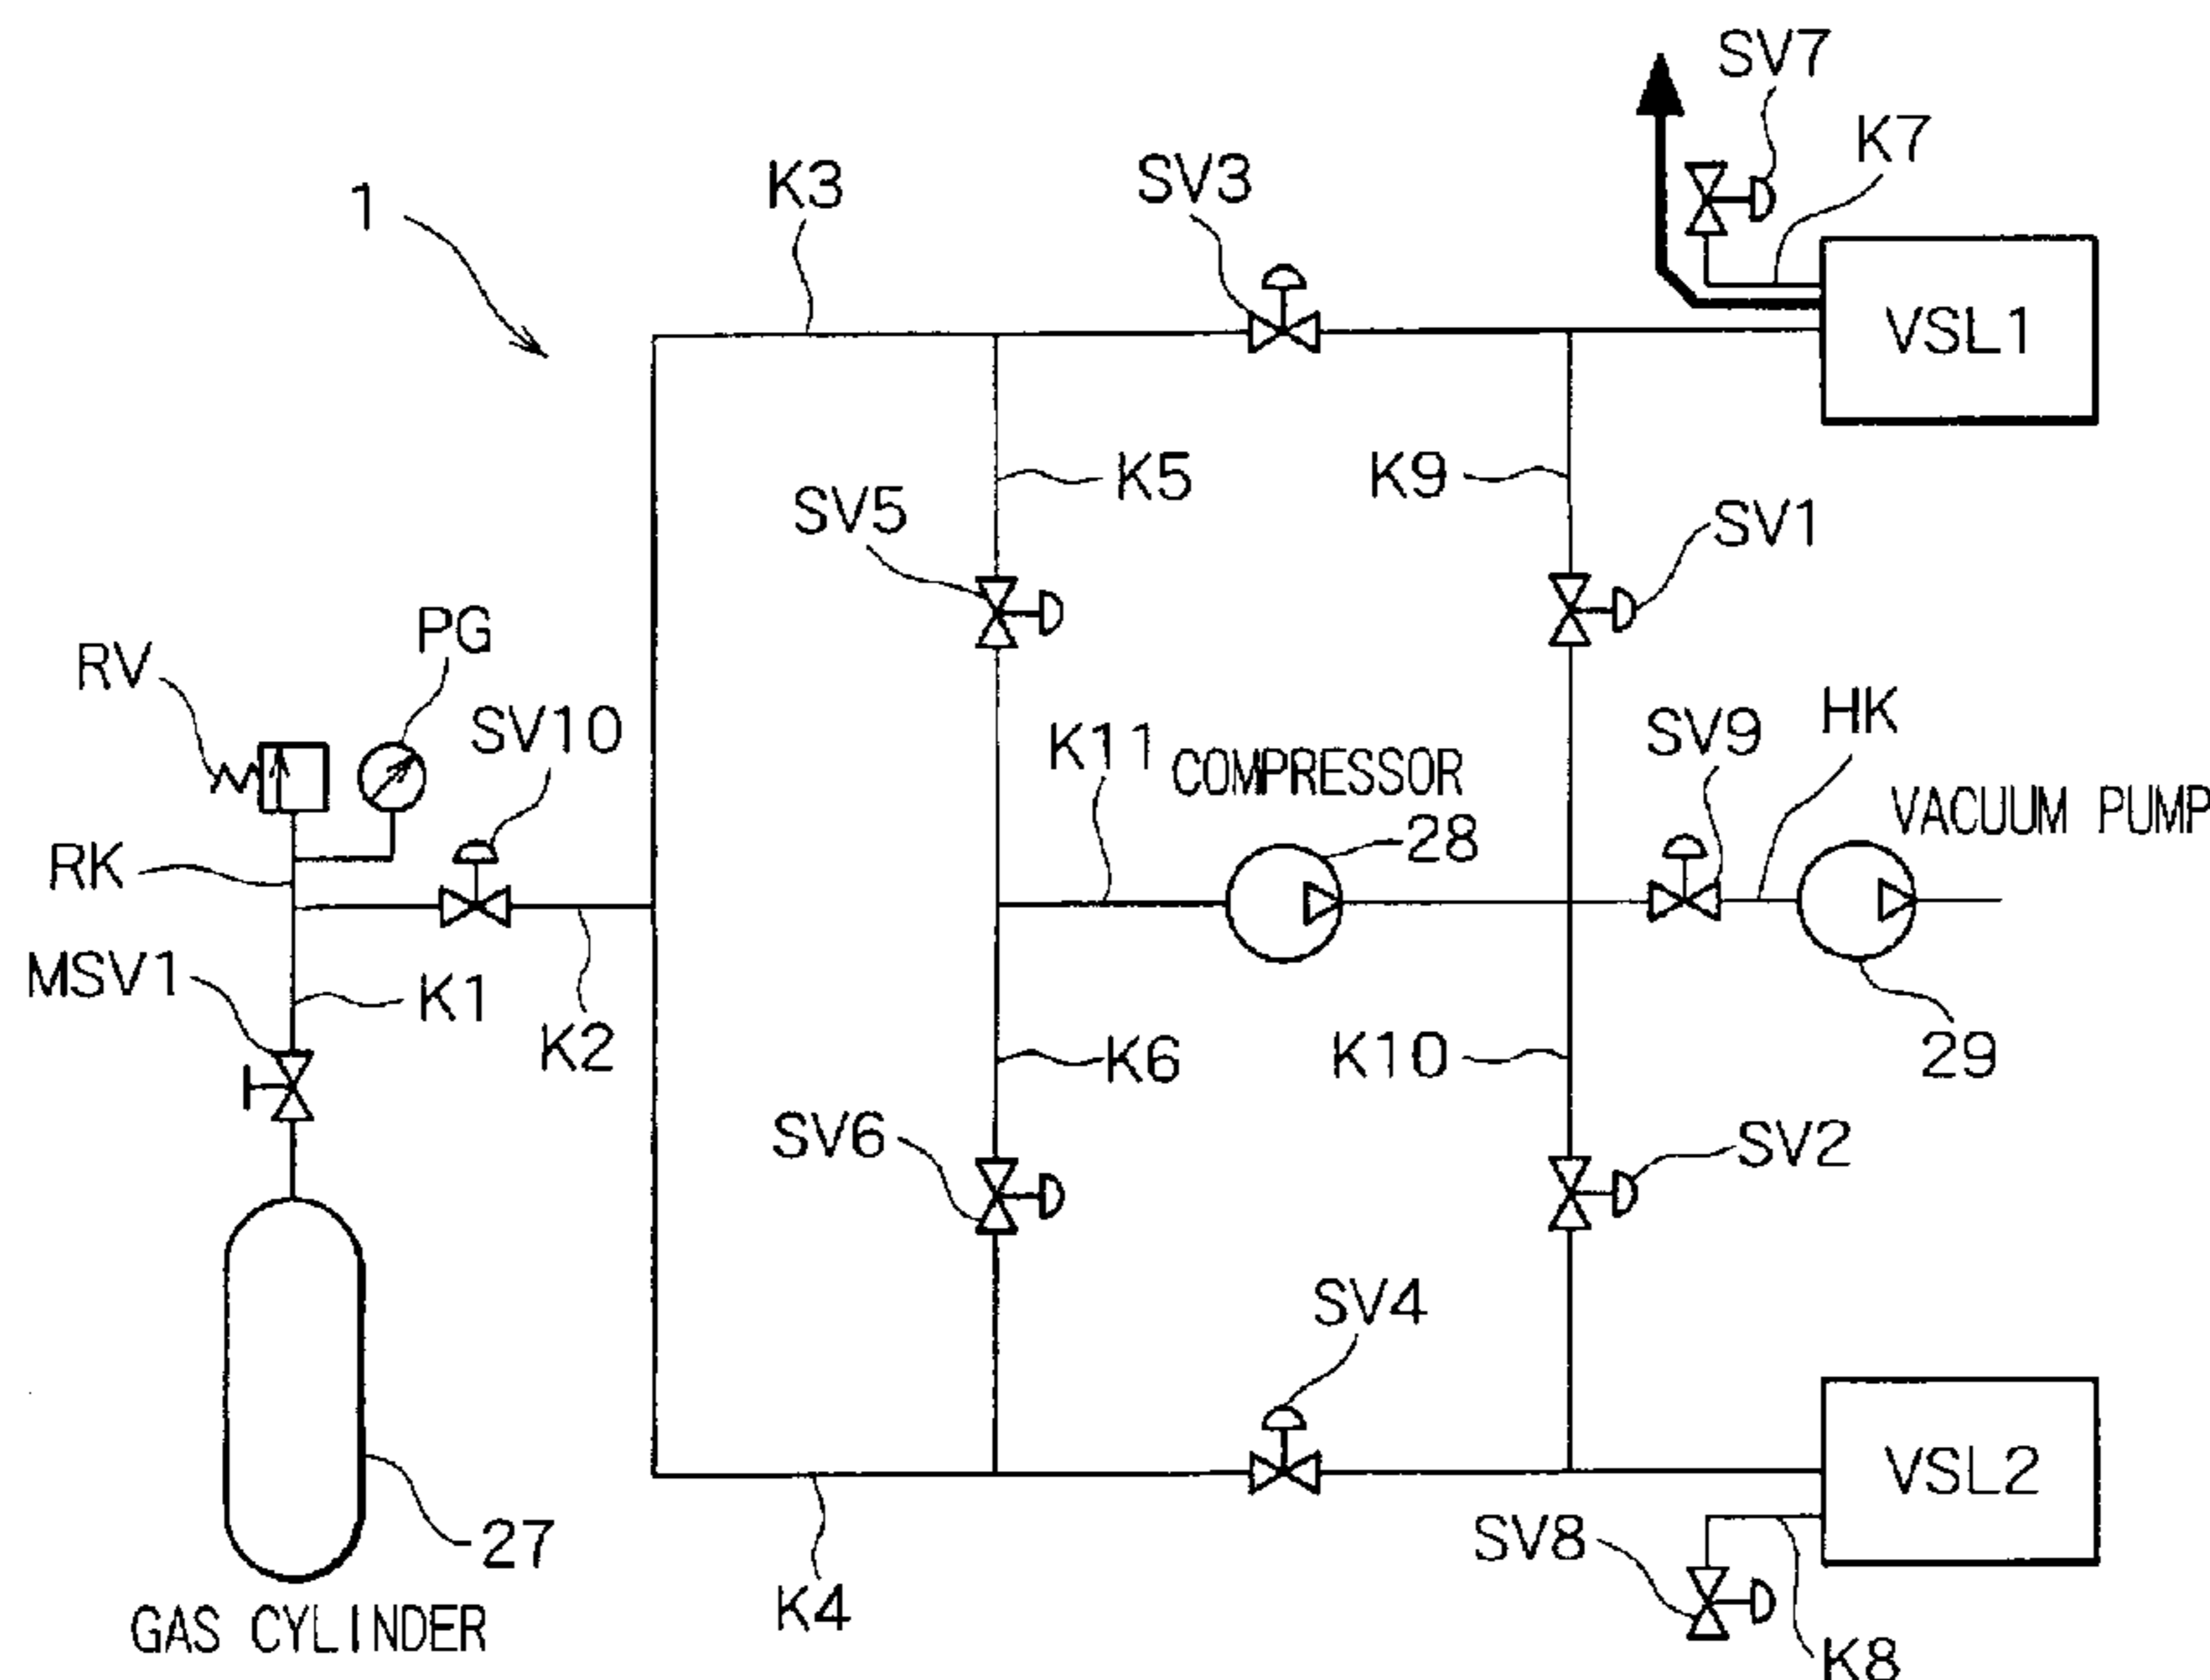 SV7
K7
K3
SV3
1
VSL1
K5
K9
SV5
SV1
PG
RV
SV10
K11
COMPRESSOR
28
SV9
HK
VACUUM PUMP
RK
MSV1
K1
K2
K6
K10
29
SV6
SV2
SV4
VSL2
27
SV8
K4
GAS CYLINDER
K8